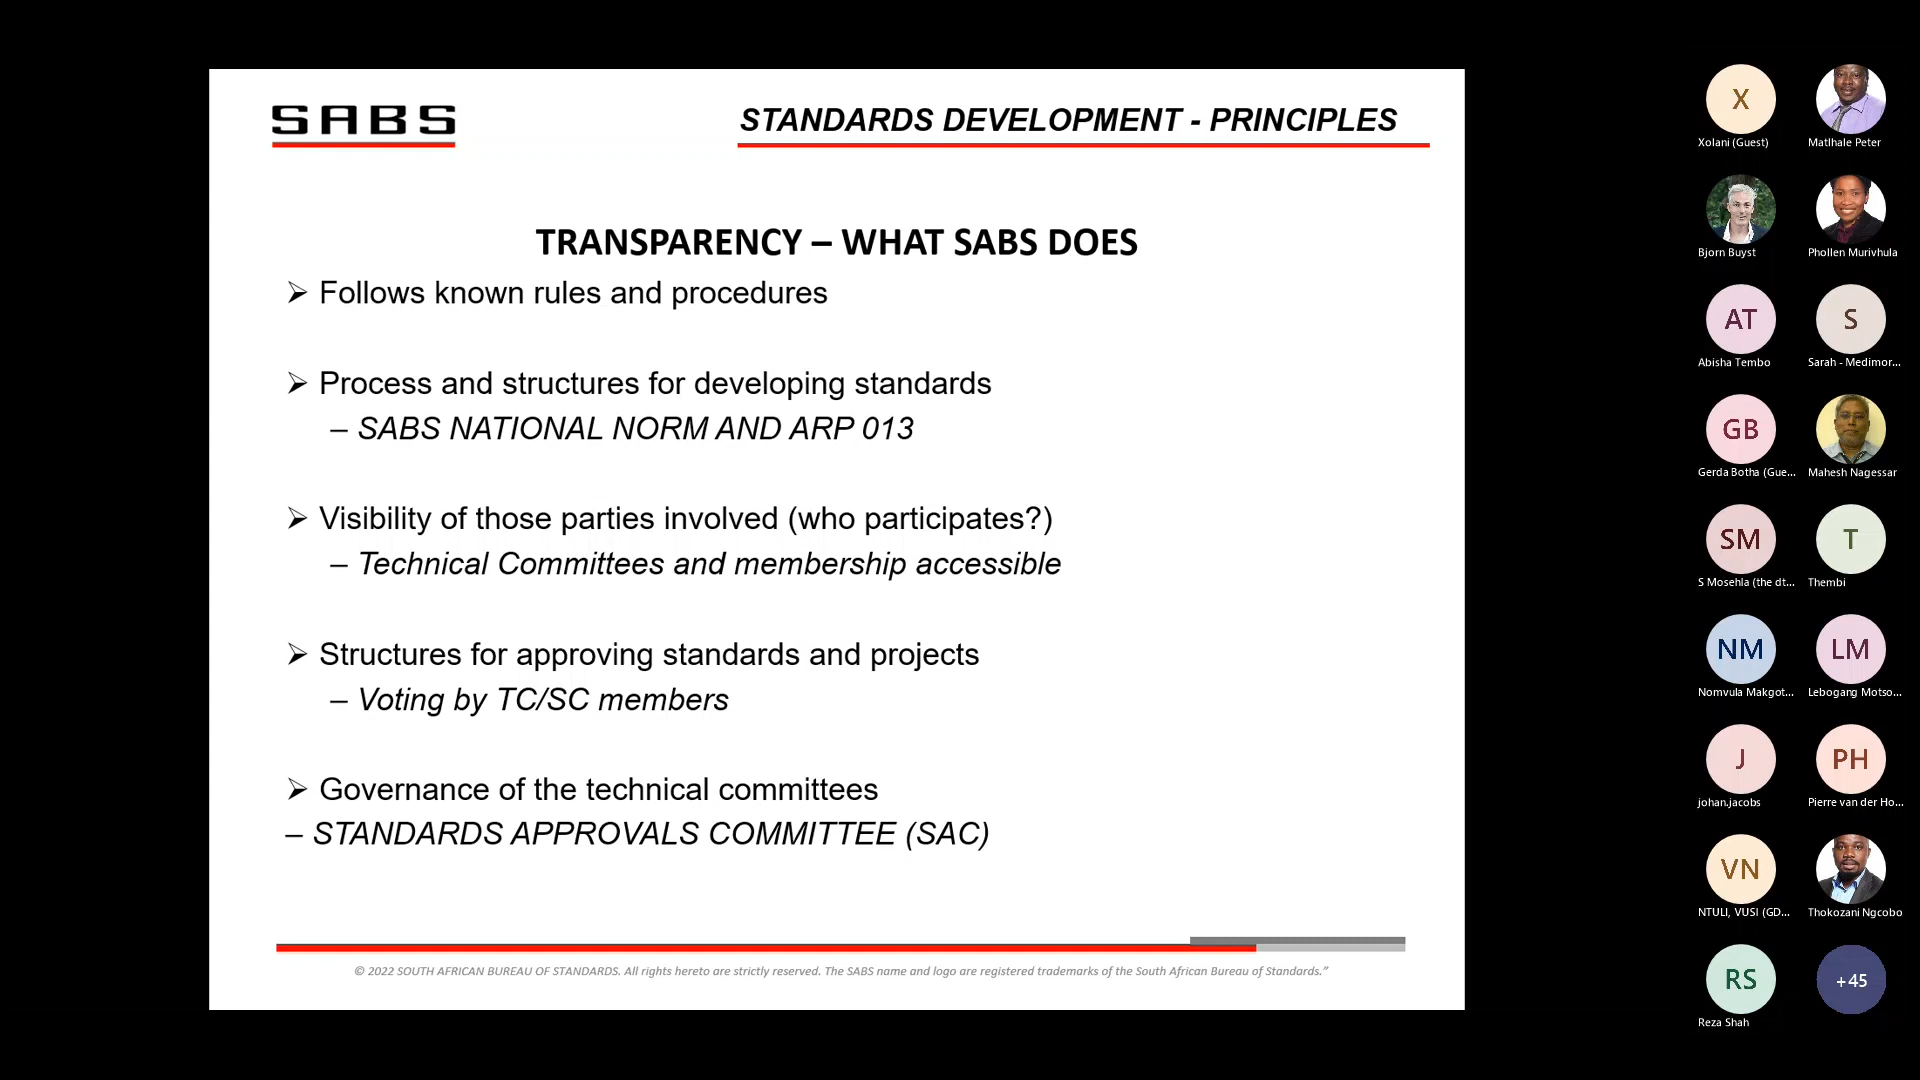 SABS
STANDARDS DEVELOPMENT - PRINCIPLES
TRANSPARENCY – WHAT SABS DOES
➢ Follows known rules and procedures
➢ Process and structures for developing standards
– SABS NATIONAL NORM AND ARP 013
➢ Visibility of those parties involved (who participates?)
– Technical Committees and membership accessible
➢ Structures for approving standards and projects
– Voting by TC/SC members
➢ Governance of the technical committees
– STANDARDS APPROVALS COMMITTEE (SAC)
© 2022 SOUTH AFRICAN BUREAU OF STANDARDS. All rights hereto are strictly reserved. The SABS name and logo are registered trademarks of the South African Bureau of Standards.”
X
Xolani (Guest)
Matlhale Peter
Bjorn Buyst
Phollen Murivhula
AT
Abisha Tembo
S
Sarah - Medimor...
GB
Gerda Botha (Gue...
Mahesh Nagessar
SM
S Mosehla (the dt...
T
Thembi
NM
Nomvula Makgot...
LM
Lebogang Motso...
J
johan.jacobs
PH
Pierre van der Ho...
VN
NTULI, VUSI (GD...
Thokozani Ngcobo
RS
Reza Shah
+45